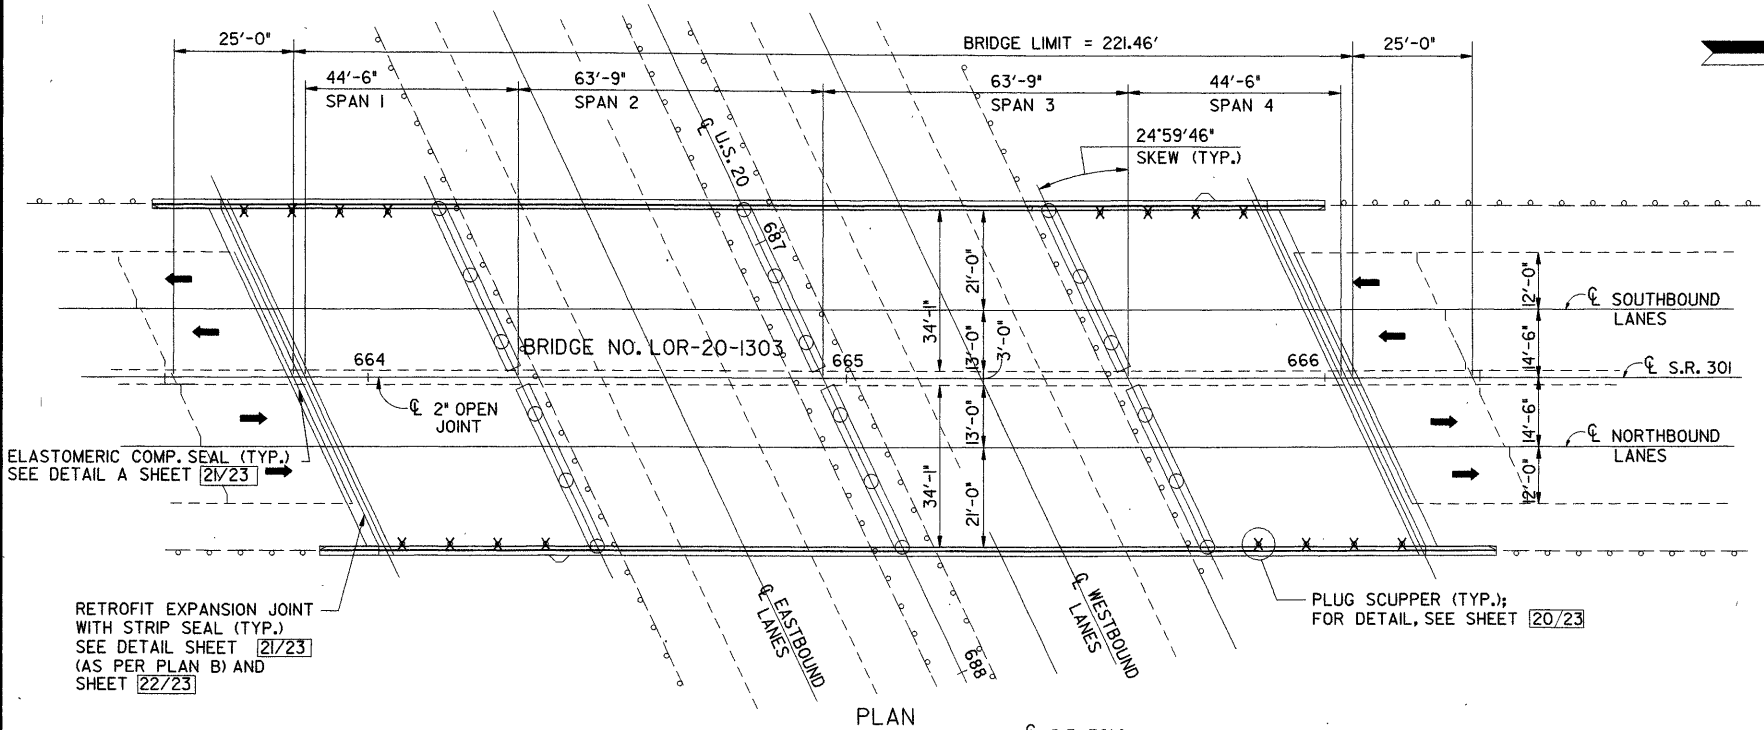 25'-0"
BRIDGE LIMIT = 221.46'
25'-0"
44'-6"
SPAN 1
63'-9"
SPAN 2
63'-9"
SPAN 3
44'-6"
SPAN 4
24°59'46"
SKEW (TYP.)
℄ U.S. 20
687
34'-1"
21'-0"
13'-0"
3'-0"
12'-0"
14'-6"
℄ SOUTHBOUND
LANES
BRIDGE NO. LOR-20-1303
664
665
666
℄ S.R. 301
℄ 2" OPEN
JOINT
34'-1"
13'-0"
21'-0"
14'-6"
12'-0"
℄ NORTHBOUND
LANES
ELASTOMERIC COMP. SEAL (TYP.)
SEE DETAIL A SHEET 21/23
RETROFIT EXPANSION JOINT
WITH STRIP SEAL (TYP.)
SEE DETAIL SHEET 21/23
(AS PER PLAN B) AND
SHEET 22/23
℄ EASTBOUND
LANES
688
℄ WESTBOUND
LANES
PLUG SCUPPER (TYP.);
FOR DETAIL, SEE SHEET 20/23
PLAN